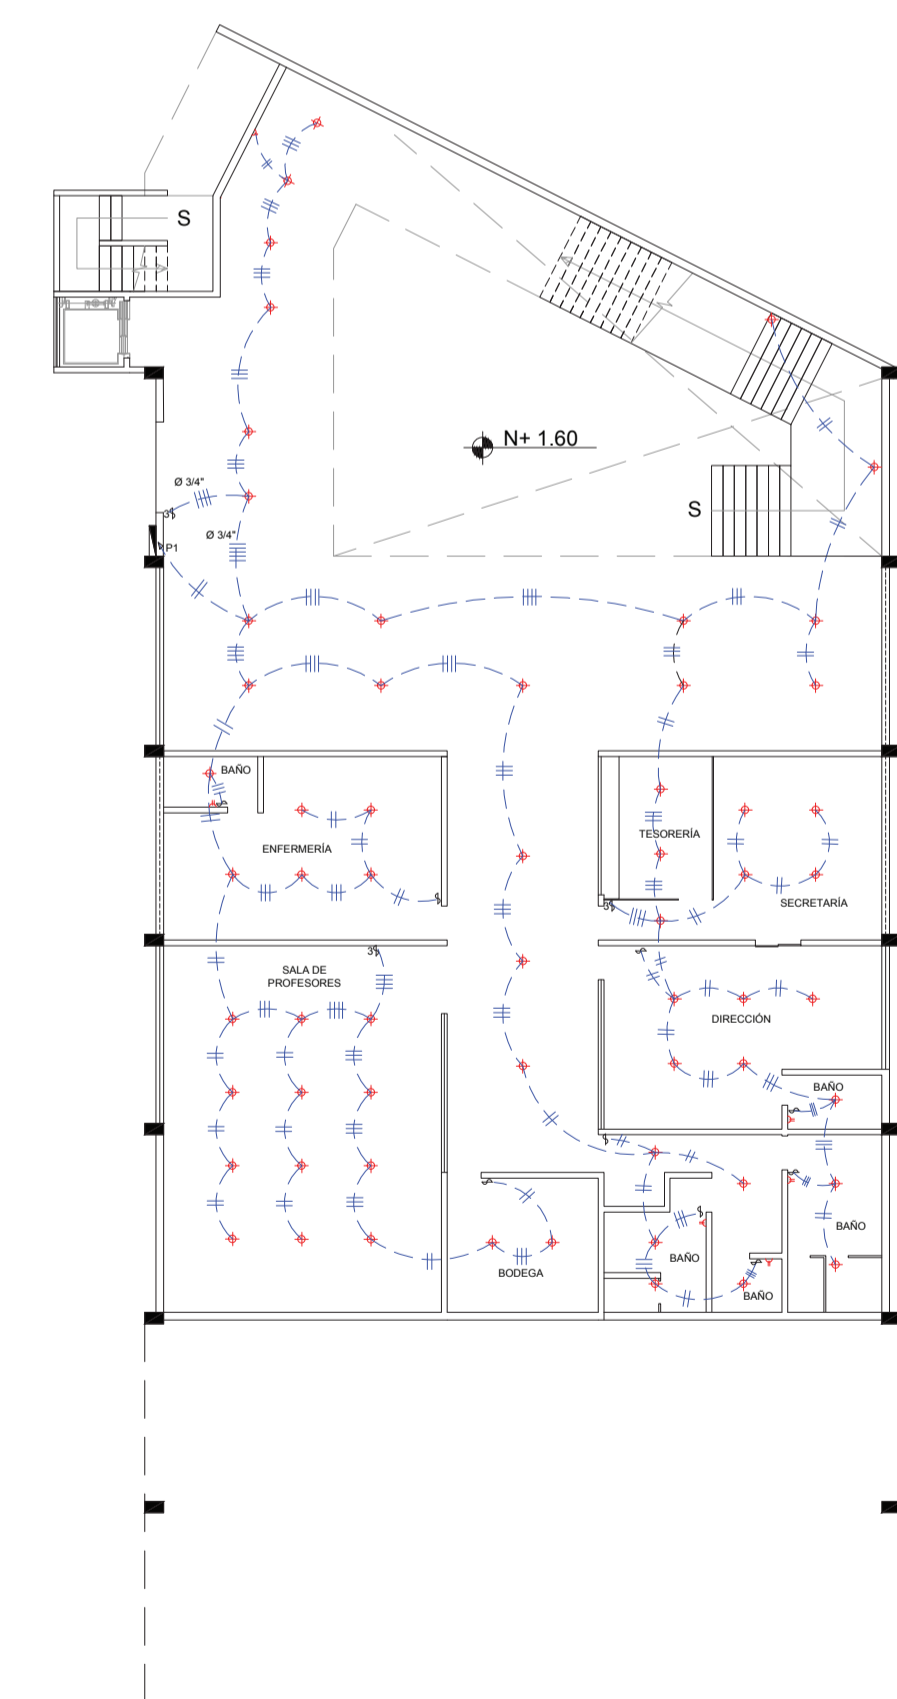 S
N+ 1.60
Ø 3/4"
S
3$
Ø 3/4"
P1
BAÑO
TESORERÍA
ENFERMERÍA
SECRETARÍA
3$
3$
SALA DE
PROFESORES
DIRECCIÓN
BAÑO
BAÑO
BAÑO
BODEGA
BAÑO